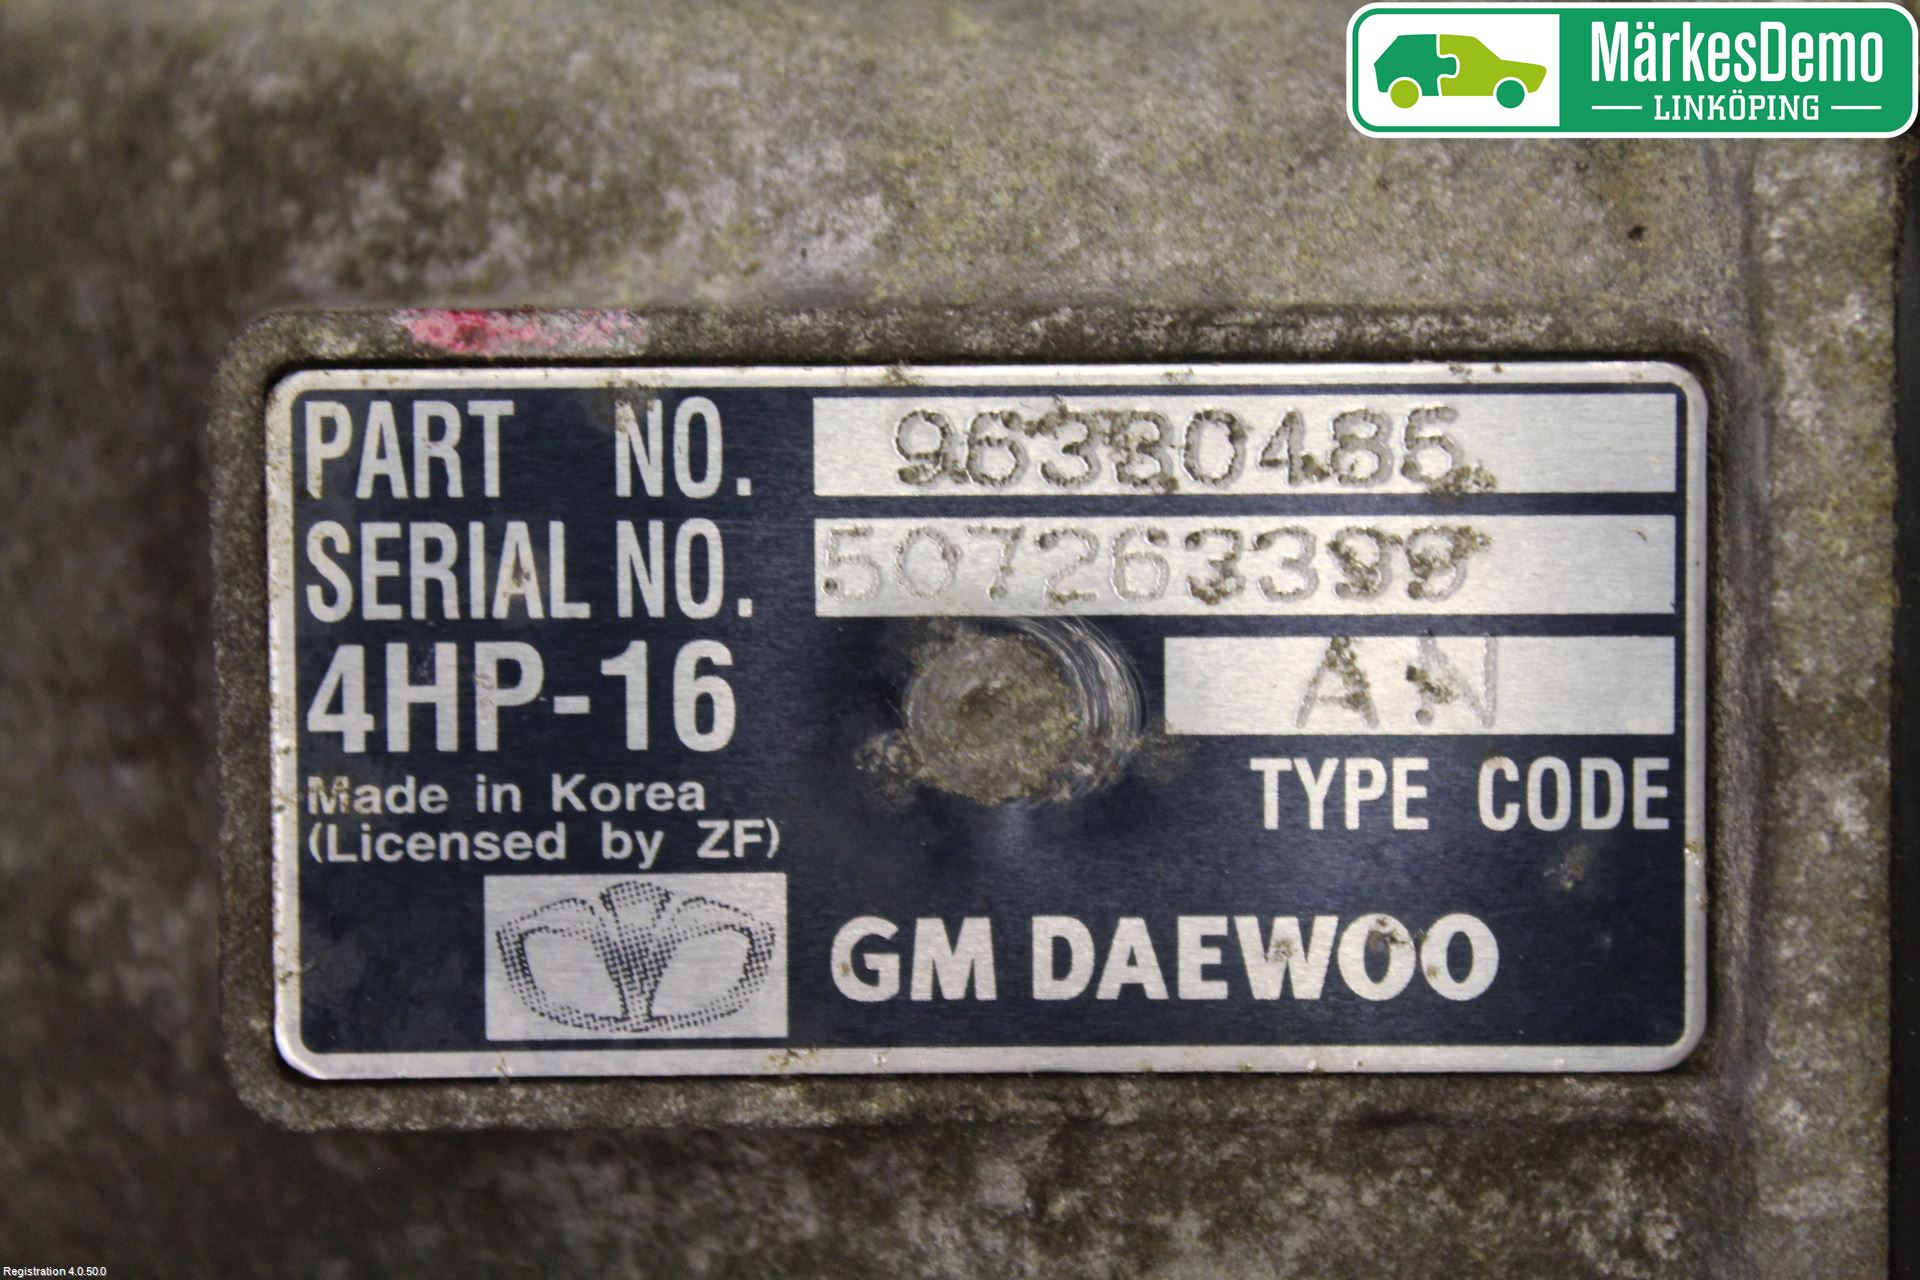 MärkesDemo
LINKÖPING
PART NO. 96330485
SERIAL NO. 507263399
4HP-16 AN
Made in Korea TYPE CODE
(Licensed by ZF)
GM DAEWOO
Registration 4.0.50.0